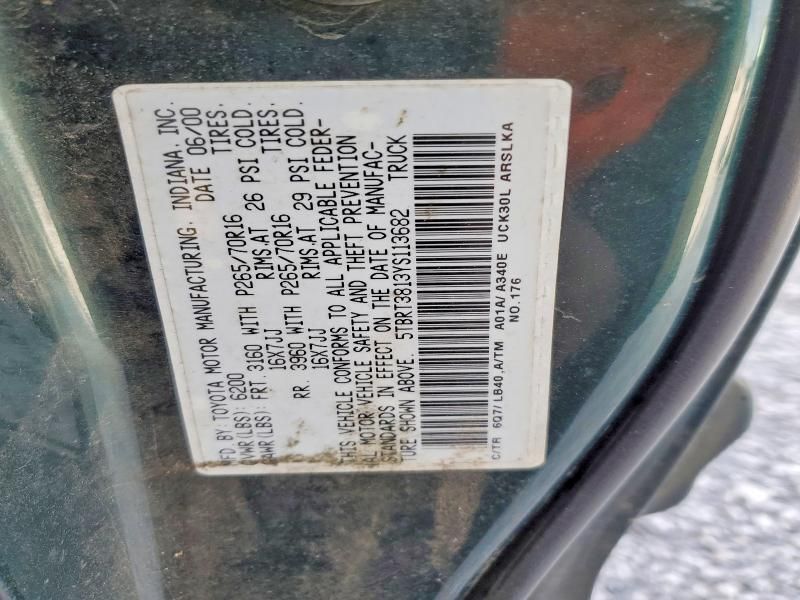 MFD. BY: TOYOTA MOTOR MANUFACTURING, INDIANA, INC.
GVWR(LBS): 6200 DATE 06/00
GAWR(LBS): FRT. 3160 WITH P265/70R16 TIRES,
16X7JJ RIMS.AT 26 PSI COLD.
RR. 3960 WITH P265/70R16 TIRES,
16X7JJ RIMS.AT 29 PSI COLD.
THIS VEHICLE CONFORMS TO ALL APPLICABLE FEDER-
AL MOTOR VEHICLE SAFETY AND THEFT PREVENTION
STANDARDS IN EFFECT ON THE DATE OF MANUFAC-
TURE SHOWN ABOVE. 5TBRT3813YS113682 TRUCK
C/TR 6Q7/LB40,A/TM A01A/A340E UCK30L ARSLKA
NO.176